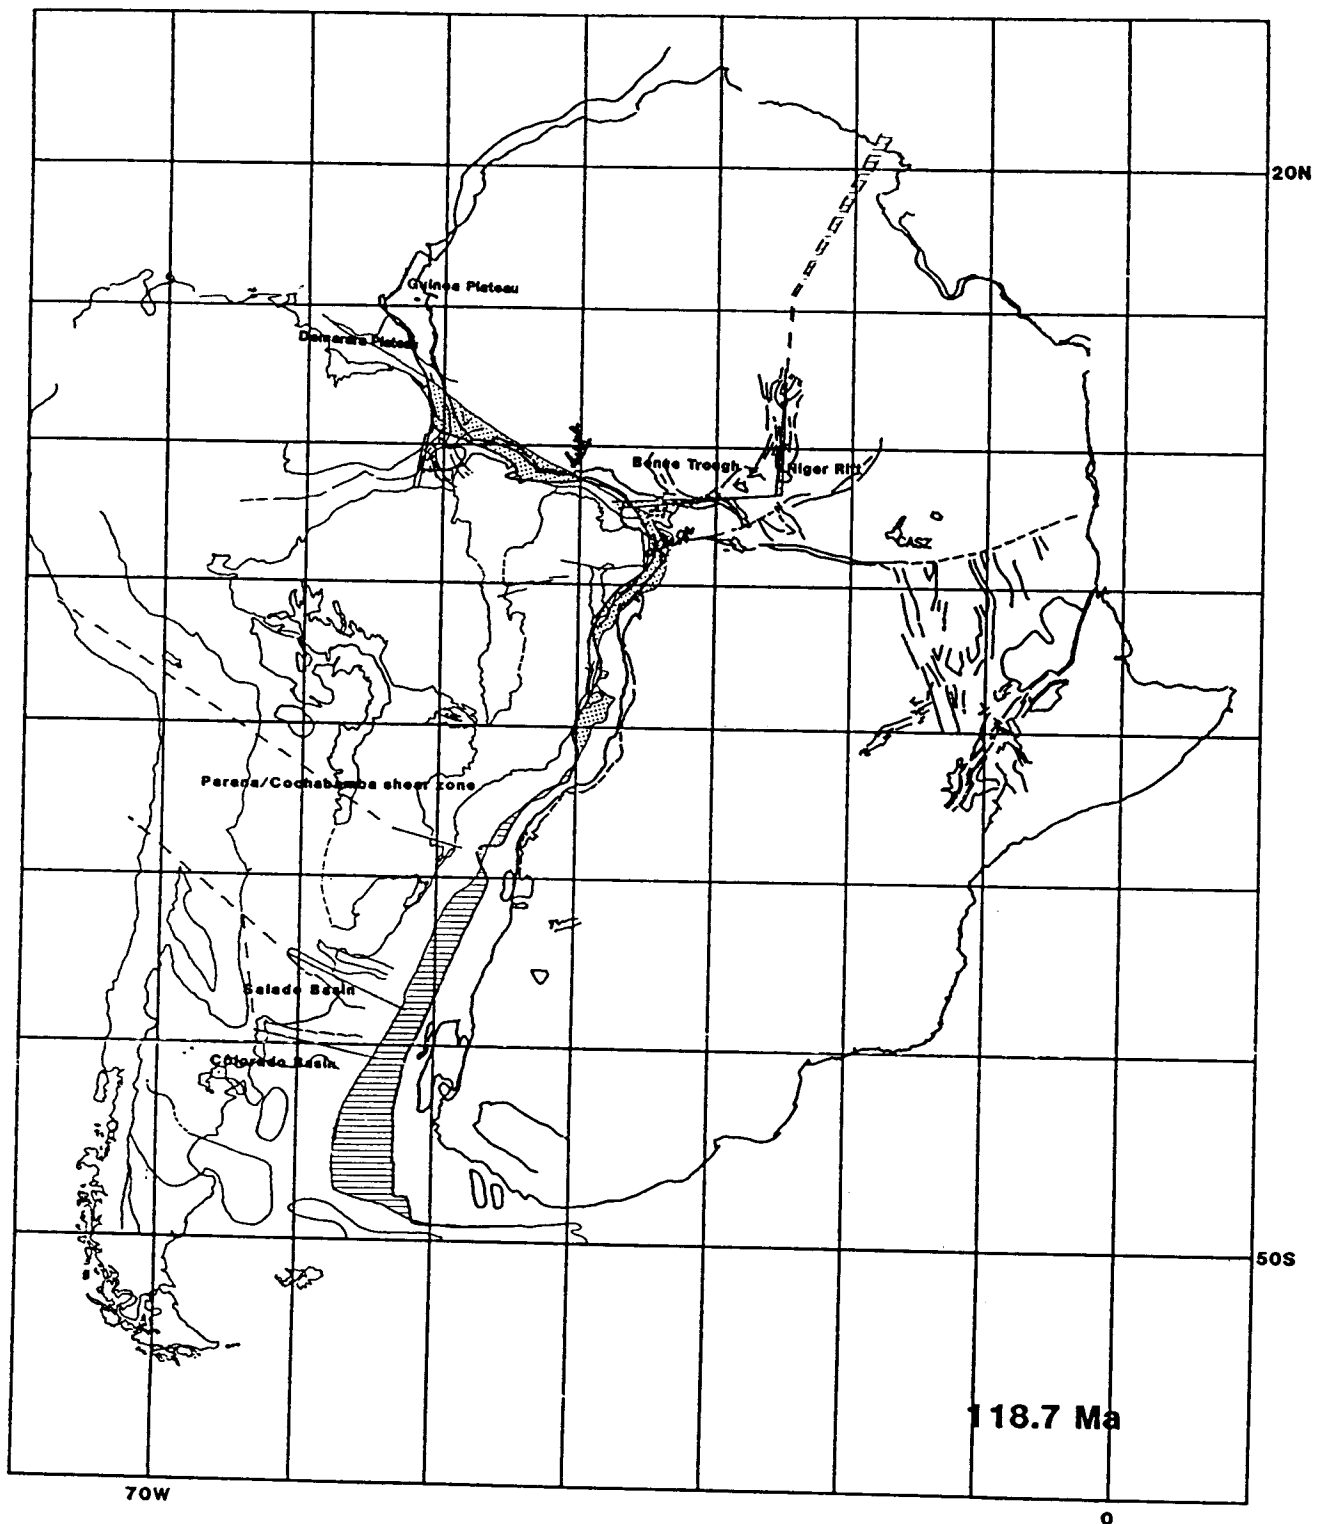 20N
Guinea Plateau
Demarara Plateau
Benue Trough
Niger Rift
CASZ
Parana/Cochabamba shear zone
Salado Basin
Colorado Basin
50S
118.7 Ma
70W
0